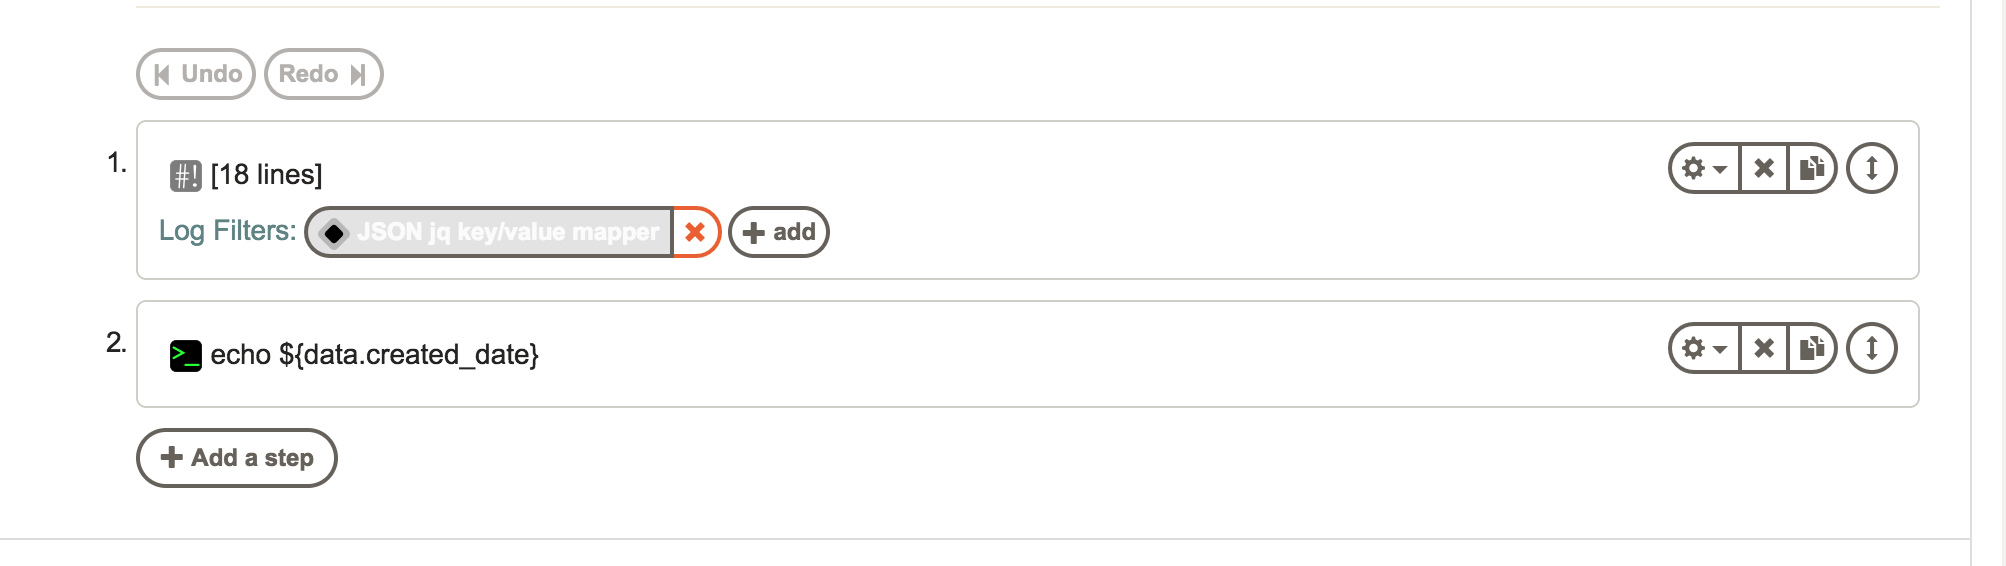 Undo Redo
1.
#! [18 lines]
Log Filters: JSON jq key/value mapper add
2.
>_ echo ${data.created_date}
Add a step